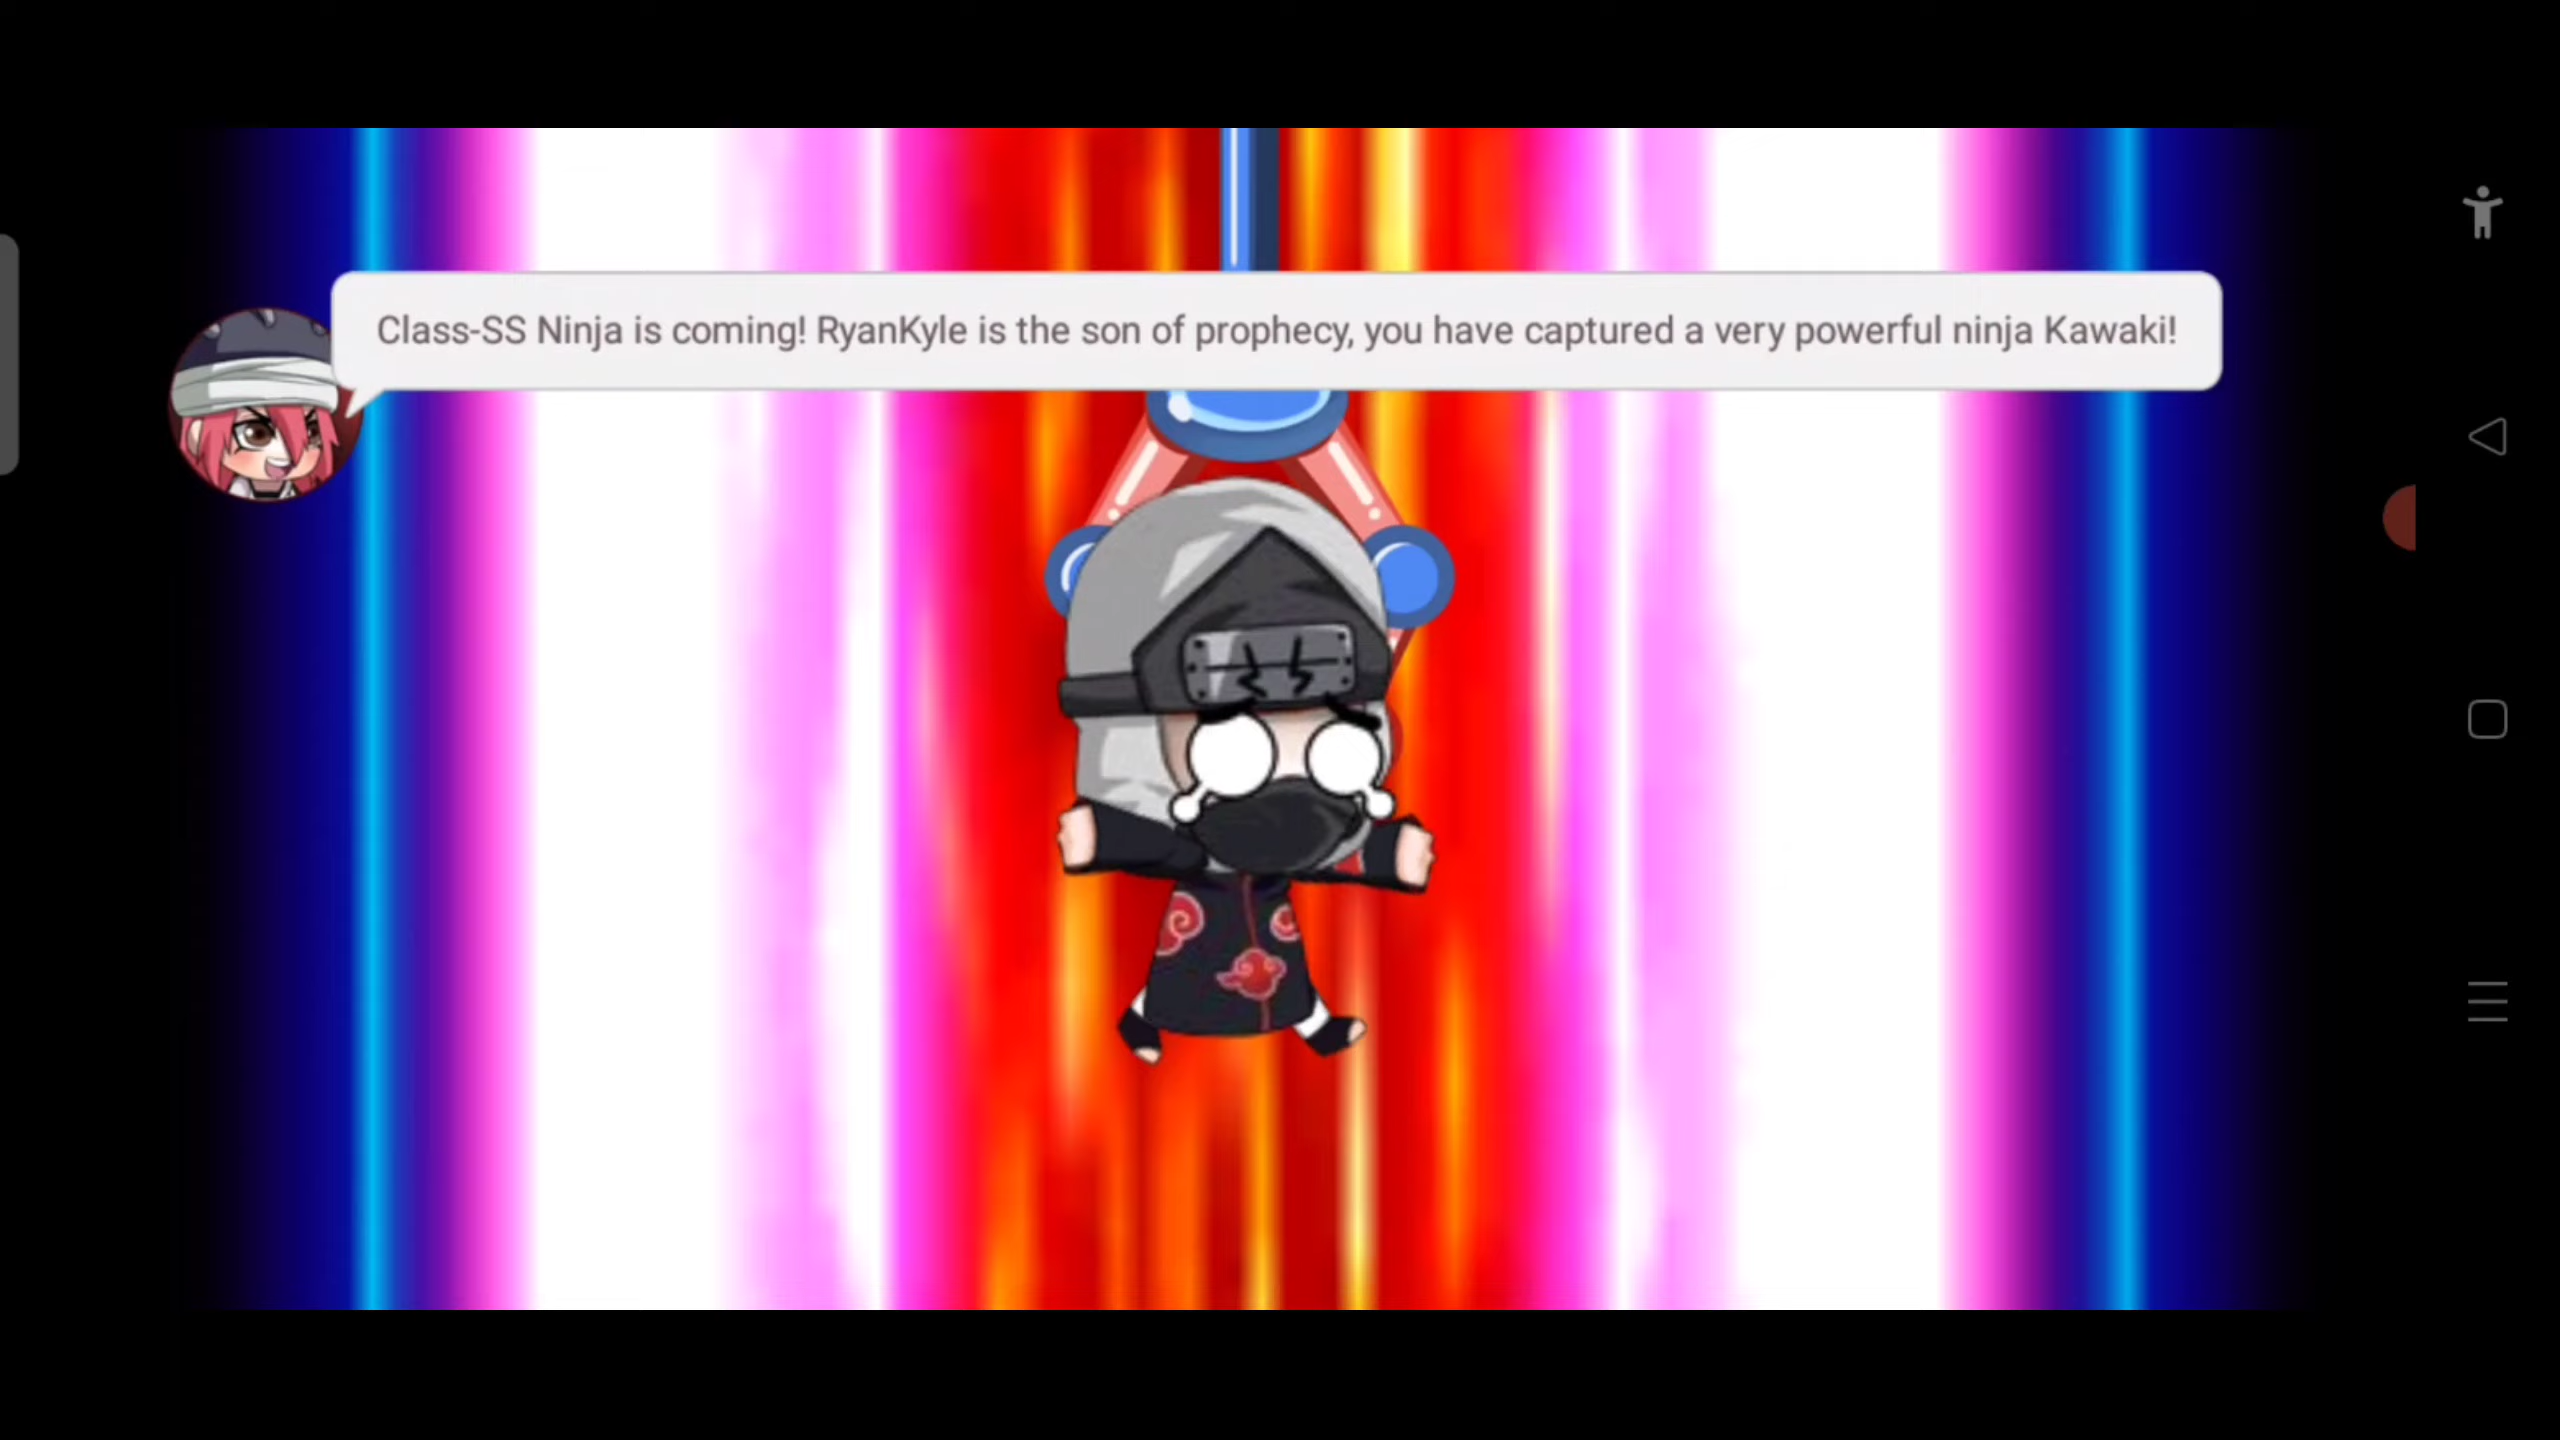 Class-SS Ninja is coming! RyanKyle is the son of prophecy, you have captured a very powerful ninja Kawaki!